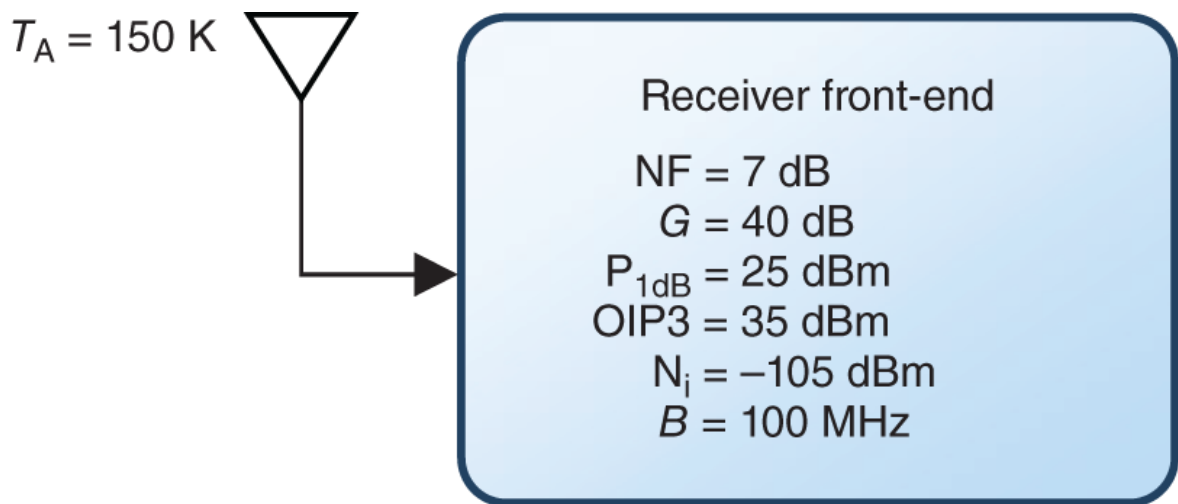 T_A = 150 K
Receiver front-end
NF = 7 dB
G = 40 dB
P_1dB = 25 dBm
OIP3 = 35 dBm
N_i = –105 dBm
B = 100 MHz